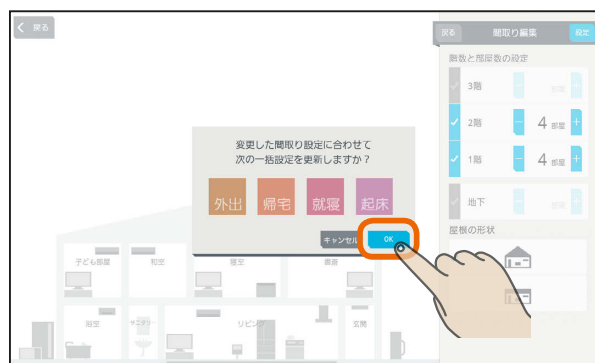 戻る
戻る 間取り編集 設定
階数と部屋数の設定
3階
2階 4 部屋
1階 4 部屋
地下
屋根の形状
変更した間取り設定に合わせて
次の一括設定を更新しますか？
外出 帰宅 就寝 起床
キャンセル OK
子ども部屋 和室 寝室 書斎
浴室 サニタリー リビング 玄関